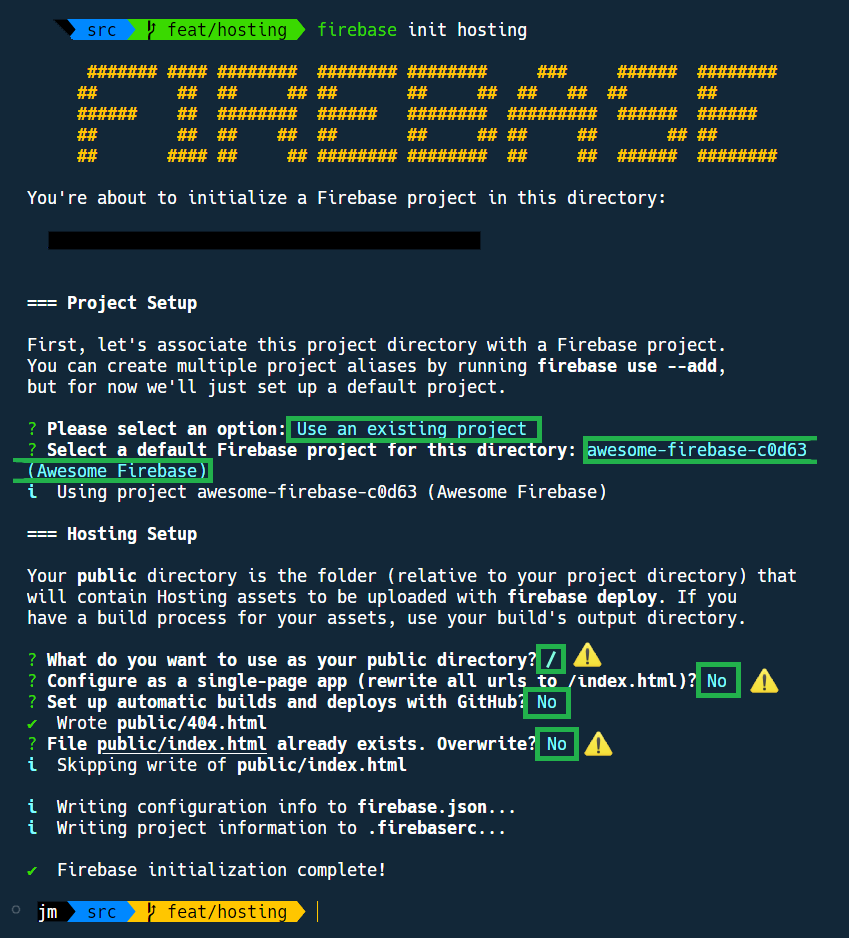 src feat/hosting firebase init hosting
FIREBASE
You're about to initialize a Firebase project in this directory:
=== Project Setup
First, let's associate this project directory with a Firebase project.
You can create multiple project aliases by running firebase use --add,
but for now we'll just set up a default project.
? Please select an option: Use an existing project
? Select a default Firebase project for this directory: awesome-firebase-c0d63
(Awesome Firebase)
i Using project awesome-firebase-c0d63 (Awesome Firebase)
=== Hosting Setup
Your public directory is the folder (relative to your project directory) that
will contain Hosting assets to be uploaded with firebase deploy. If you
have a build process for your assets, use your build's output directory.
? What do you want to use as your public directory? / ⚠
? Configure as a single-page app (rewrite all urls to /index.html)? No ⚠
? Set up automatic builds and deploys with GitHub? No
✔ Wrote public/404.html
? File public/index.html already exists. Overwrite? No ⚠
i Skipping write of public/index.html
i Writing configuration info to firebase.json...
i Writing project information to .firebaserc...
✔ Firebase initialization complete!
jm src feat/hosting